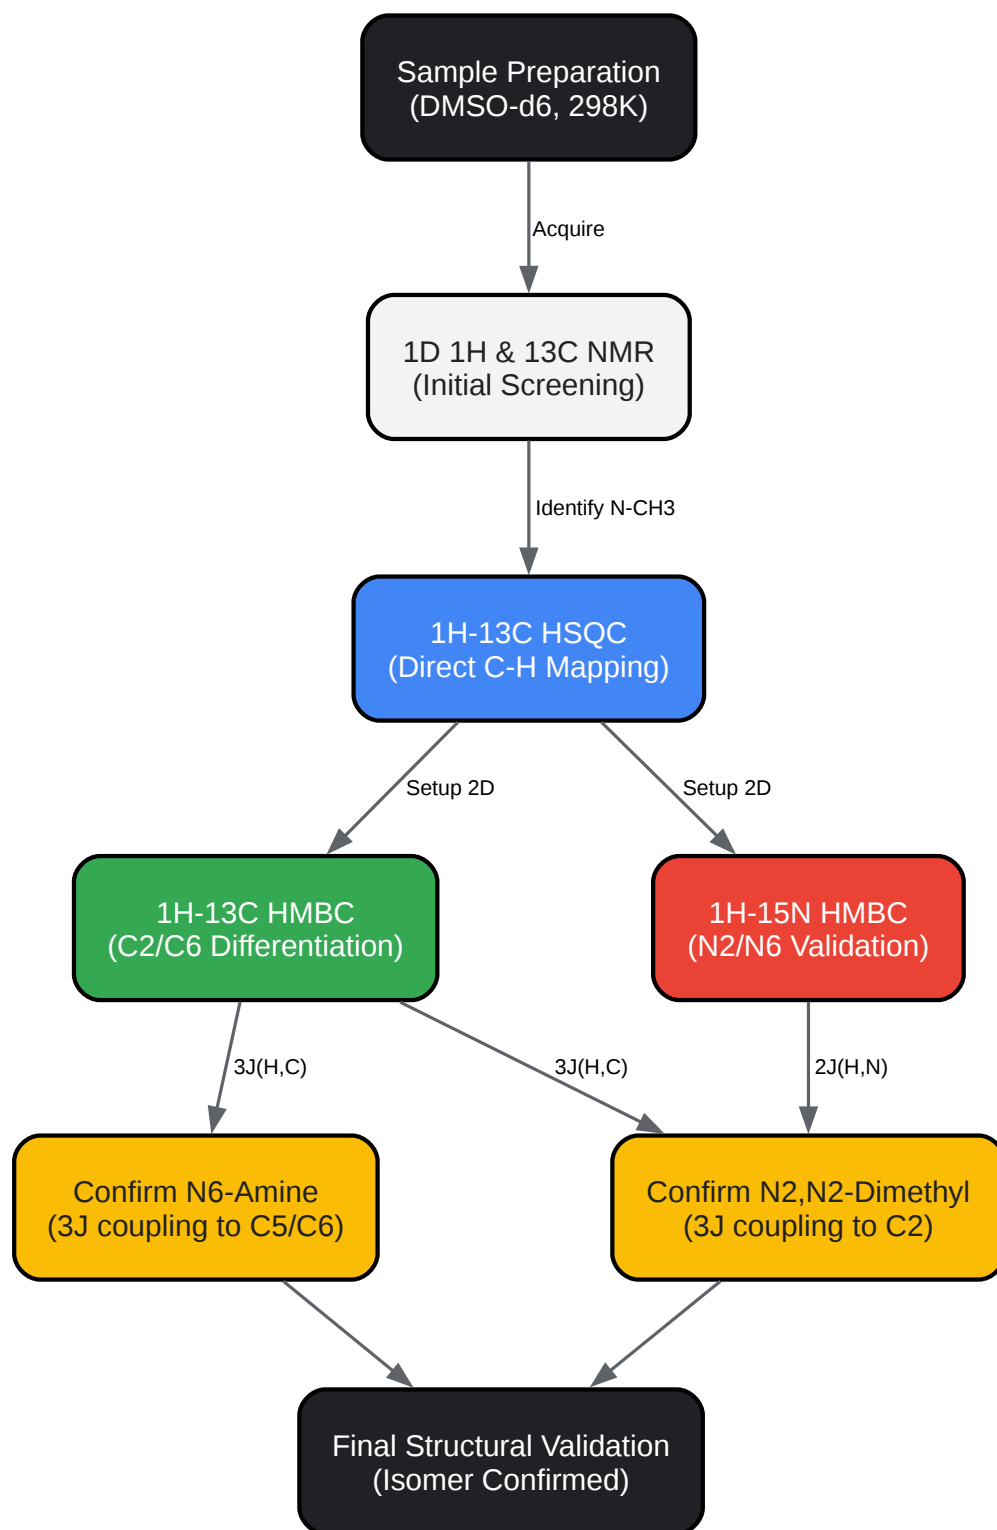 Sample Preparation
(DMSO-d6, 298K)
Acquire
1D 1H & 13C NMR
(Initial Screening)
Identify N-CH3
1H-13C HSQC
(Direct C-H Mapping)
Setup 2D
Setup 2D
1H-13C HMBC
(C2/C6 Differentiation)
1H-15N HMBC
(N2/N6 Validation)
3J(H,C)
3J(H,C)
2J(H,N)
Confirm N6-Amine
(3J coupling to C5/C6)
Confirm N2,N2-Dimethyl
(3J coupling to C2)
Final Structural Validation
(Isomer Confirmed)